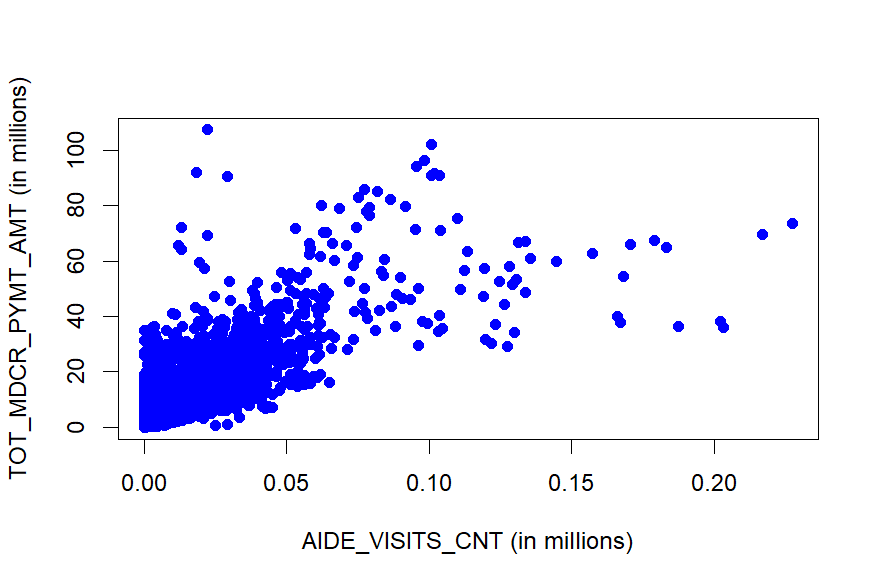 TOT_MDCR_PYMT_AMT (in millions)
100
80
60
40
20
0
0.00 0.05 0.10 0.15 0.20
AIDE_VISITS_CNT (in millions)